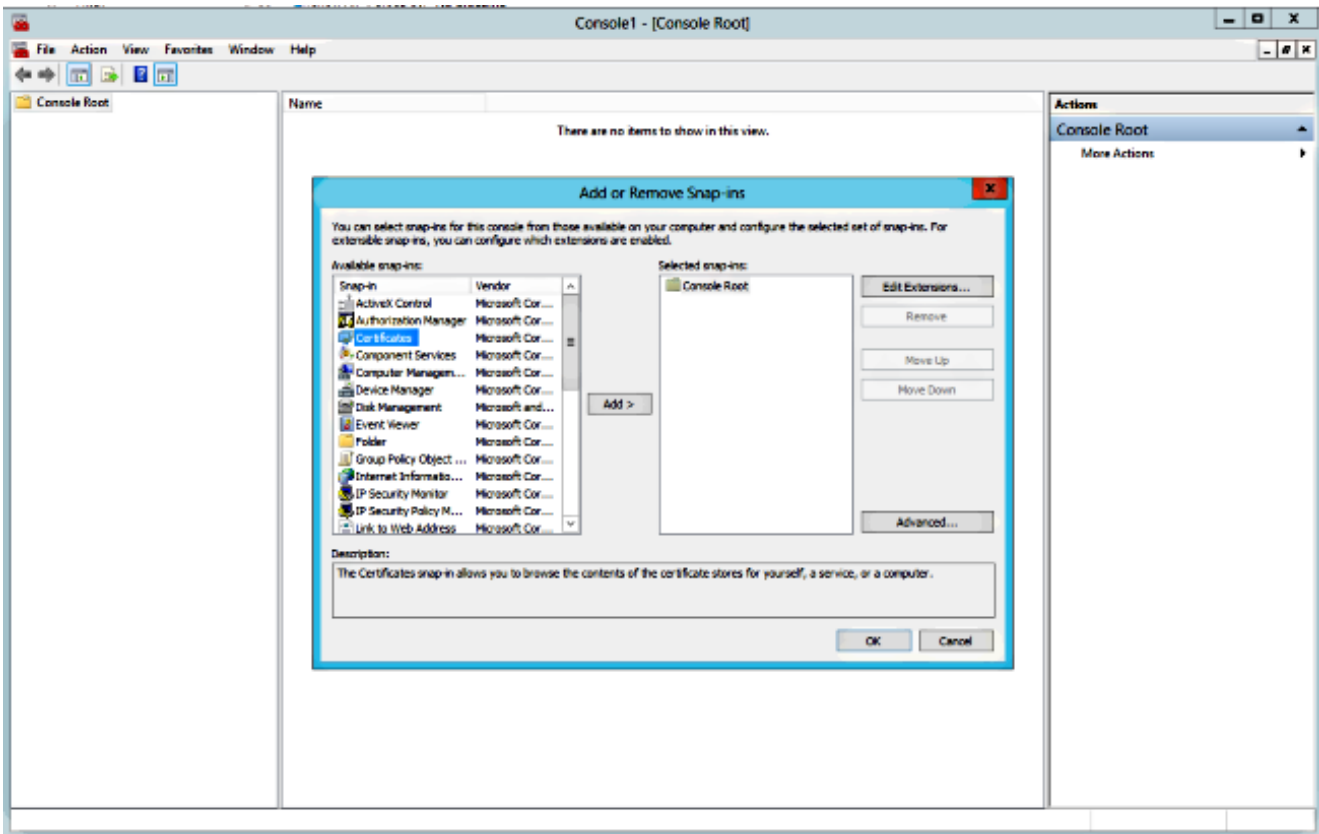 Console1 - [Console Root]
File Action View Favorites Window Help
Console Root
Name
There are no items to show in this view.
Actions
Console Root
More Actions
Add or Remove Snap-ins
You can select snap-ins for this console from those available on your computer and configure the selected set of snap-ins. For
extensible snap-ins, you can configure which extensions are enabled.
Available snap-ins:
Snap-in Vendor
ActiveX Control Microsoft Cor...
Authorization Manager Microsoft Cor...
Certificates Microsoft Cor...
Component Services Microsoft Cor...
Computer Managem... Microsoft Cor...
Device Manager Microsoft Cor...
Disk Management Microsoft and...
Event Viewer Microsoft Cor...
Folder Microsoft Cor...
Group Policy Object ... Microsoft Cor...
Internet Informatio... Microsoft Cor...
IP Security Monitor Microsoft Cor...
IP Security Policy M... Microsoft Cor...
Link to Web Address Microsoft Cor...
Add >
Selected snap-ins:
Console Root
Edit Extensions...
Remove
Move Up
Move Down
Advanced...
Description:
The Certificates snap-in allows you to browse the contents of the certificate stores for yourself, a service, or a computer.
OK Cancel